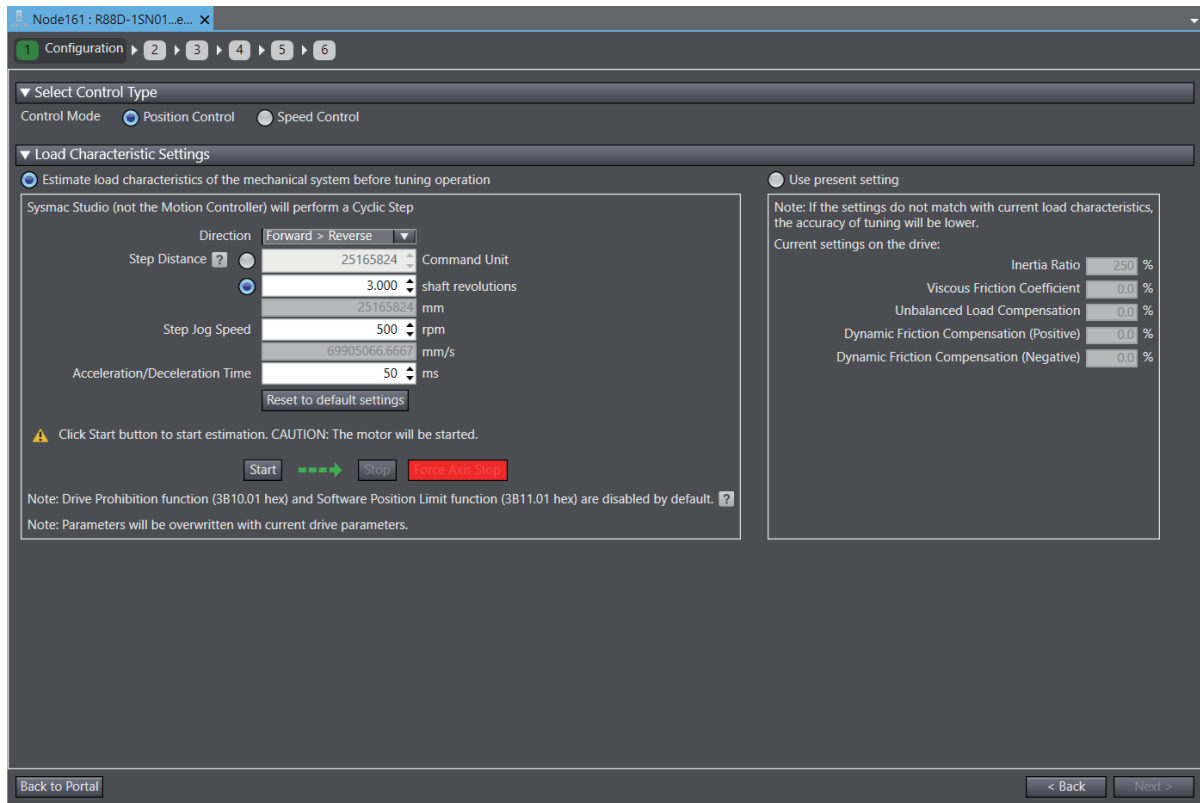 Node161 : R88D-1SN01...e...
1 Configuration 2 3 4 5 6
Select Control Type
Control Mode Position Control Speed Control
Load Characteristic Settings
Estimate load characteristics of the mechanical system before tuning operation
Sysmac Studio (not the Motion Controller) will perform a Cyclic Step
Direction Forward > Reverse
Step Distance ? 25165824 Command Unit
3.000 shaft revolutions
25165824 mm
Step Jog Speed 500 rpm
69905066.6667 mm/s
Acceleration/Deceleration Time 50 ms
Reset to default settings
Click Start button to start estimation. CAUTION: The motor will be started.
Start Stop Force Axis Stop
Note: Drive Prohibition function (3B10.01 hex) and Software Position Limit function (3B11.01 hex) are disabled by default. ?
Note: Parameters will be overwritten with current drive parameters.
Use present setting
Note: If the settings do not match with current load characteristics,
the accuracy of tuning will be lower.
Current settings on the drive:
Inertia Ratio 250 %
Viscous Friction Coefficient 0.0 %
Unbalanced Load Compensation 0.0 %
Dynamic Friction Compensation (Positive) 0.0 %
Dynamic Friction Compensation (Negative) 0.0 %
Back to Portal < Back Next >